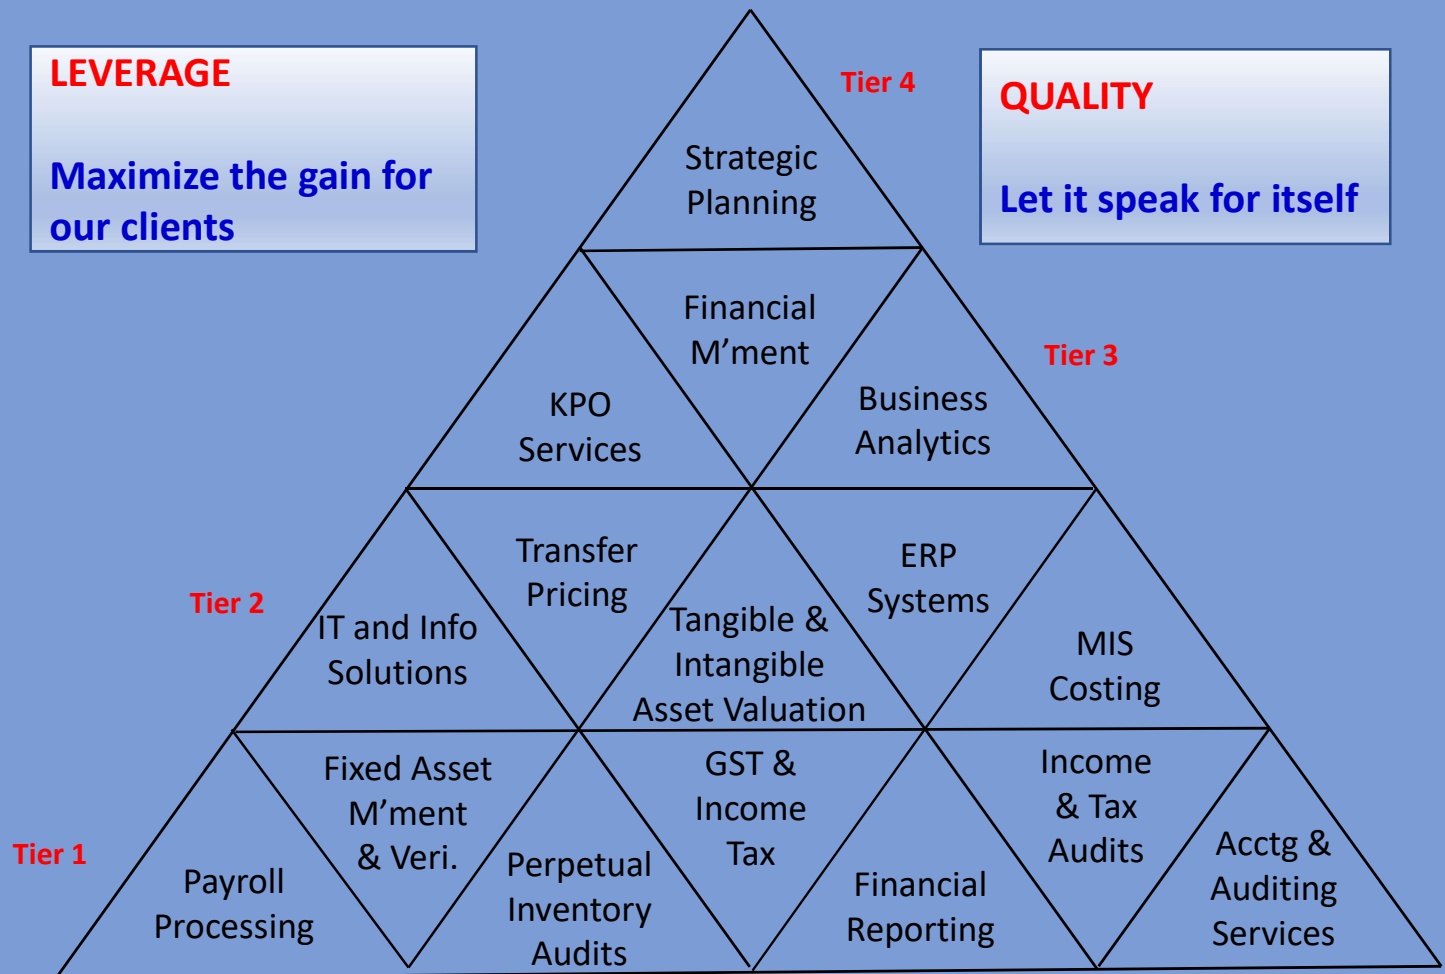 LEVERAGE
Maximize the gain for
our clients
Tier 4
QUALITY
Let it speak for itself
Strategic
Planning
Financial
M’ment
Tier 3
KPO
Services
Business
Analytics
Tier 2
Transfer
Pricing
ERP
Systems
IT and Info
Solutions
Tangible &
Intangible
Asset Valuation
MIS
Costing
Tier 1
Fixed Asset
M’ment
& Veri.
GST &
Income
Tax
Income
& Tax
Audits
Payroll
Processing
Perpetual
Inventory
Audits
Financial
Reporting
Acctg &
Auditing
Services